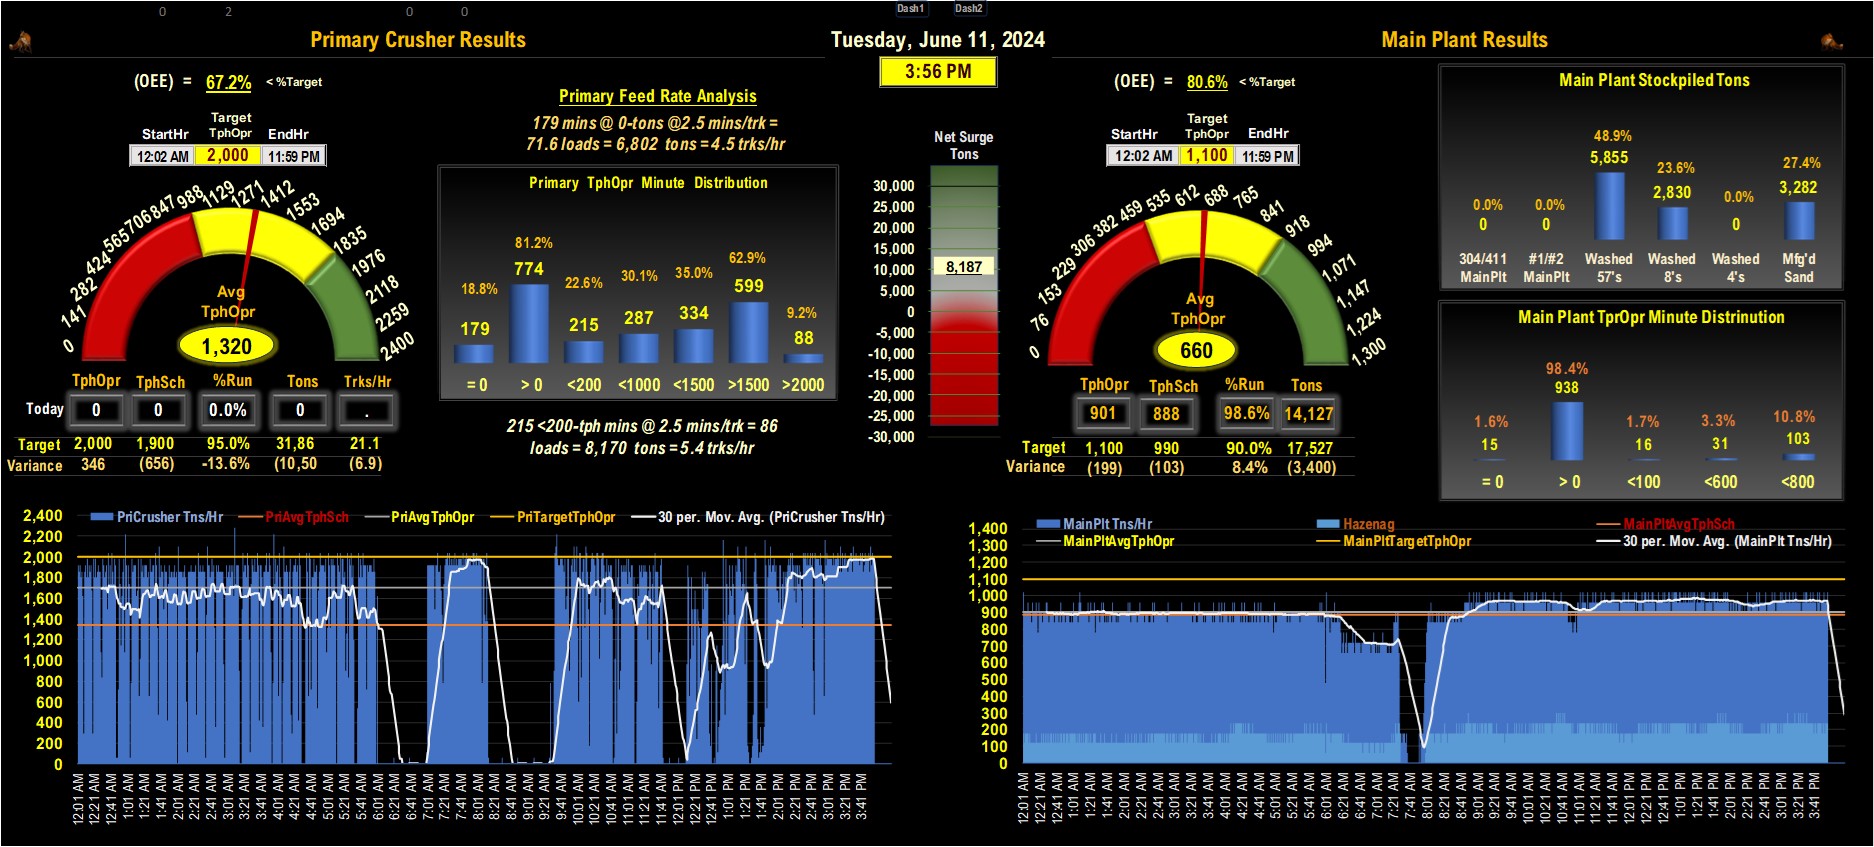 0 2 0 0
Dash1 Dash2
Primary Crusher Results
Tuesday, June 11, 2024
Main Plant Results
3:56 PM
(OEE) = 67.2% < %Target
Target
StartHr TphOpr EndHr
12:02 AM 2,000 11:59 PM
0 141 282 424 565 706 847 988 1129 1271 1412 1553 1694 1835 1976 2118 2259 2400
Avg
TphOpr
1,320
TphOpr TphSch %Run Tons Trks/Hr
Today 0 0 0.0% 0 .
Target 2,000 1,900 95.0% 31,86 21.1
Variance 346 (656) -13.6% (10,50 (6.9)
Primary Feed Rate Analysis
179 mins @ 0-tons @2.5 mins/trk =
71.6 loads = 6,802 tons = 4.5 trks/hr
Primary TphOpr Minute Distribution
18.8% 81.2% 22.6% 30.1% 35.0% 62.9% 9.2%
179 774 215 287 334 599 88
= 0 > 0 <200 <1000 <1500 >1500 >2000
215 <200-tph mins @ 2.5 mins/trk = 86
loads = 8,170 tons = 5.4 trks/hr
Net Surge
Tons
30,000
25,000
20,000
15,000
10,000
5,000
0
-5,000
-10,000
-15,000
-20,000
-25,000
-30,000
8,187
(OEE) = 80.6% < %Target
Target
StartHr TphOpr EndHr
12:02 AM 1,100 11:59 PM
0 76 153 229 306 382 459 535 612 688 765 841 918 994 1,071 1,147 1,224 1,300
Avg
TphOpr
660
TphOpr TphSch %Run Tons
901 888 98.6% 14,127
Target 1,100 990 90.0% 17,527
Variance (199) (103) 8.4% (3,400)
Main Plant Stockpiled Tons
0.0% 0.0% 48.9% 23.6% 0.0% 27.4%
0 0 5,855 2,830 0 3,282
304/411 #1/#2 Washed Washed Washed Mfg'd
MainPlt MainPlt 57's 8's 4's Sand
Main Plant TprOpr Minute Distrinution
1.6% 98.4% 1.7% 3.3% 10.8%
15 938 16 31 103
= 0 > 0 <100 <600 <800
PriCrusher Tns/Hr PriAvgTphSch PriAvgTphOpr PriTargetTphOpr 30 per. Mov. Avg. (PriCrusher Tns/Hr)
2,400
2,200
2,000
1,800
1,600
1,400
1,200
1,000
800
600
400
200
0
12:01 AM 12:21 AM 12:41 AM 1:01 AM 1:21 AM 1:41 AM 2:01 AM 2:21 AM 2:41 AM 3:01 AM 3:21 AM 3:41 AM 4:01 AM 4:21 AM 4:41 AM 5:01 AM 5:21 AM 5:41 AM 6:01 AM 6:21 AM 6:41 AM 7:01 AM 7:21 AM 7:41 AM 8:01 AM 8:21 AM 8:41 AM 9:01 AM 9:21 AM 9:41 AM 10:01 AM 10:21 AM 10:41 AM 11:01 AM 11:21 AM 11:41 AM 12:01 PM 12:21 PM 12:41 PM 1:01 PM 1:21 PM 1:41 PM 2:01 PM 2:21 PM 2:41 PM 3:01 PM 3:21 PM 3:41 PM
MainPlt Tns/Hr Hazenag MainPltAvgTphSch
MainPltAvgTphOpr MainPltTargetTphOpr 30 per. Mov. Avg. (MainPlt Tns/Hr)
1,400
1,300
1,200
1,100
1,000
900
800
700
600
500
400
300
200
100
0
12:01 AM 12:21 AM 12:41 AM 1:01 AM 1:21 AM 1:41 AM 2:01 AM 2:21 AM 2:41 AM 3:01 AM 3:21 AM 3:41 AM 4:01 AM 4:21 AM 4:41 AM 5:01 AM 5:21 AM 5:41 AM 6:01 AM 6:21 AM 6:41 AM 7:01 AM 7:21 AM 7:41 AM 8:01 AM 8:21 AM 8:41 AM 9:01 AM 9:21 AM 9:41 AM 10:01 AM 10:21 AM 10:41 AM 11:01 AM 11:21 AM 11:41 AM 12:01 PM 12:21 PM 12:41 PM 1:01 PM 1:21 PM 1:41 PM 2:01 PM 2:21 PM 2:41 PM 3:01 PM 3:21 PM 3:41 PM